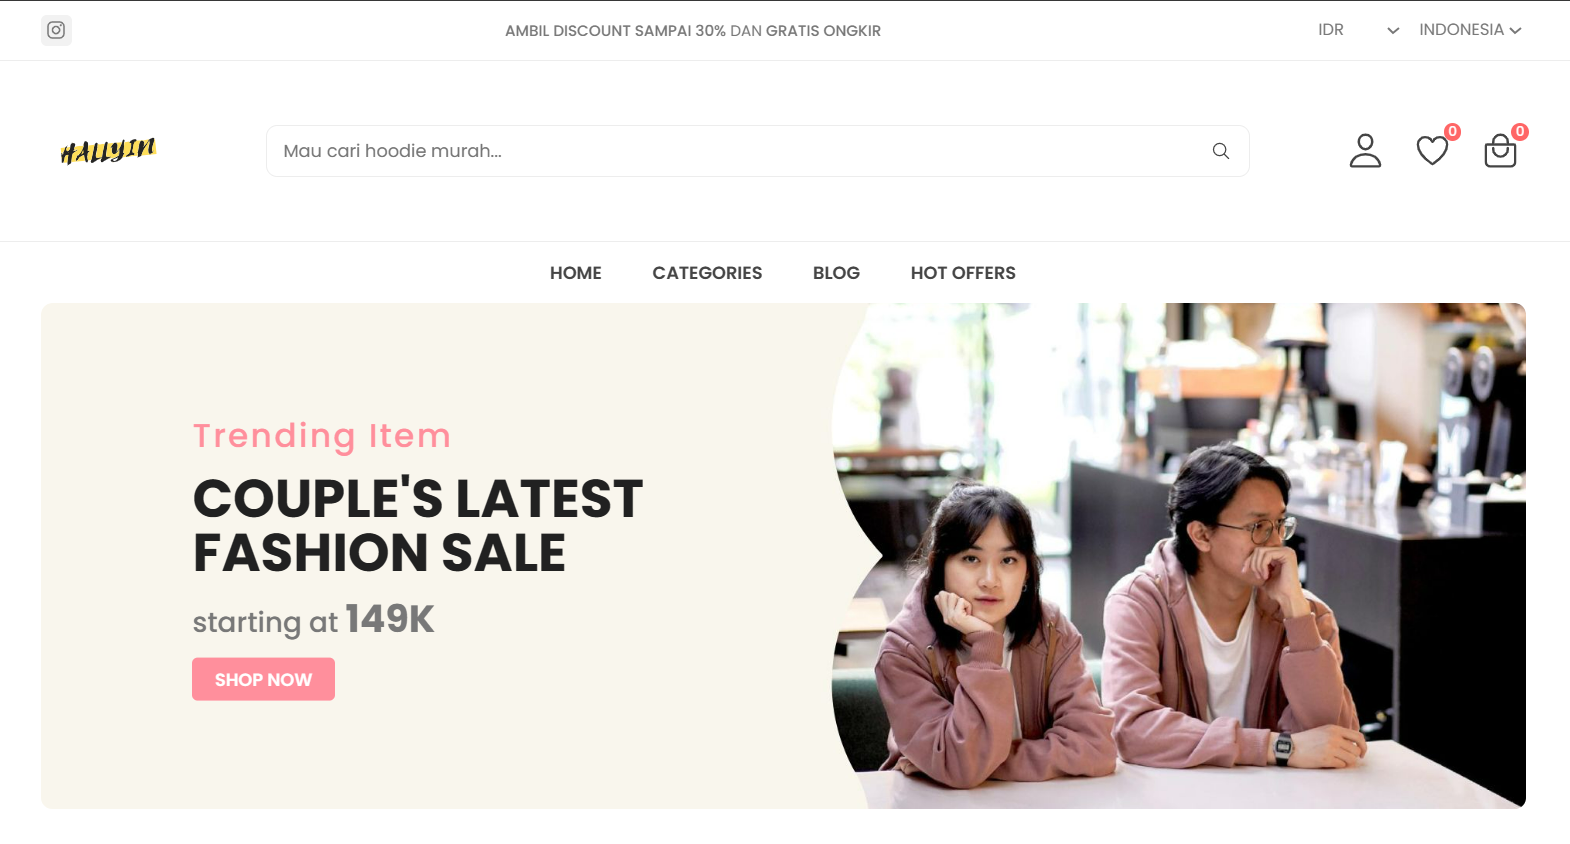 AMBIL DISCOUNT SAMPAI 30% DAN GRATIS ONGKIR
IDR
INDONESIA
HALLYIN
Mau cari hoodie murah...
0
0
HOME
CATEGORIES
BLOG
HOT OFFERS
Trending Item
COUPLE'S LATEST
FASHION SALE
starting at 149K
SHOP NOW